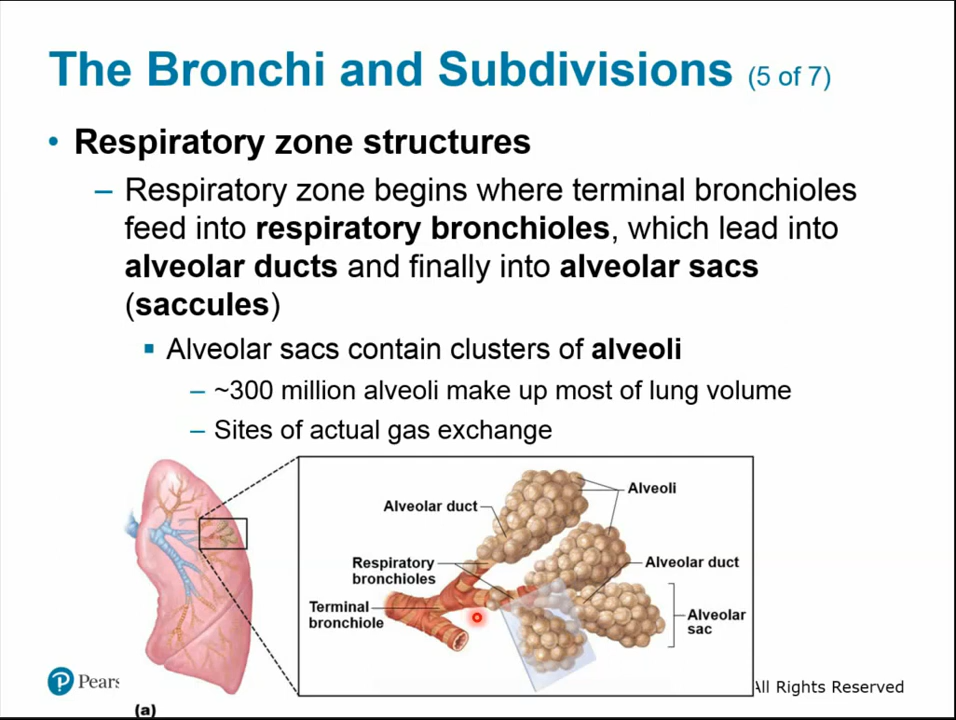 The Bronchi and Subdivisions (5 of 7)
• Respiratory zone structures
– Respiratory zone begins where terminal bronchioles
feed into respiratory bronchioles, which lead into
alveolar ducts and finally into alveolar sacs
(saccules)
▪ Alveolar sacs contain clusters of alveoli
– ~300 million alveoli make up most of lung volume
– Sites of actual gas exchange
Alveoli
Alveolar duct
Respiratory
bronchioles
Alveolar duct
Terminal
bronchiole
Alveolar
sac
P Pears
All Rights Reserved
(a)